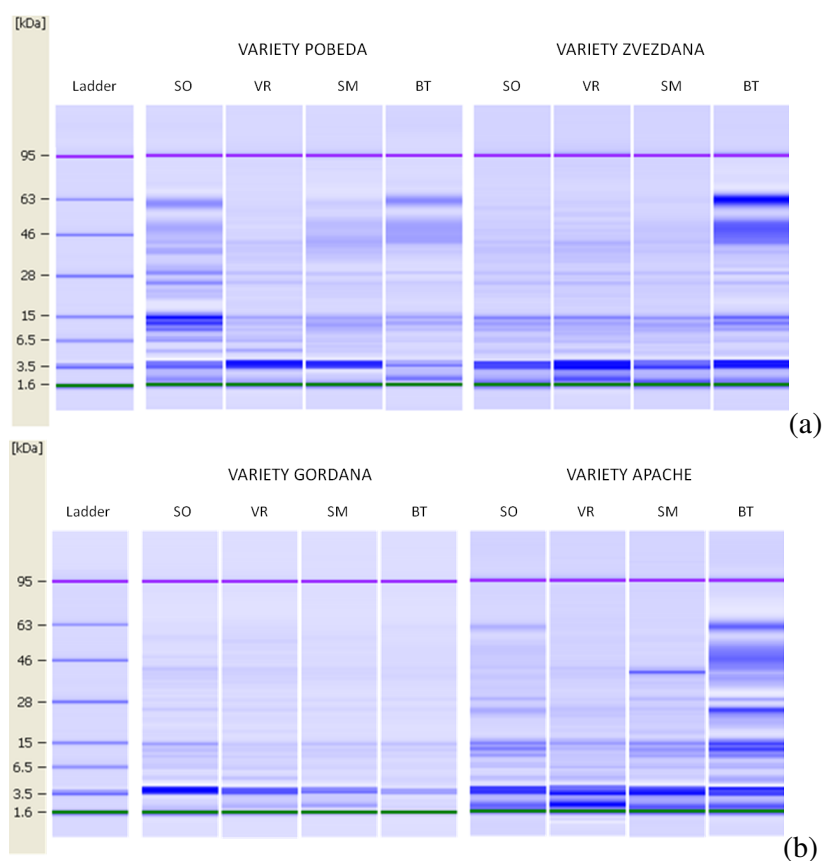 [kDa]
VARIETY POBEDA VARIETY ZVEZDANA
Ladder SO VR SM BT SO VR SM BT
95
63
46
28
15
6.5
3.5
1.6
(a)
[kDa]
VARIETY GORDANA VARIETY APACHE
Ladder SO VR SM BT SO VR SM BT
95
63
46
28
15
6.5
3.5
1.6
(b)